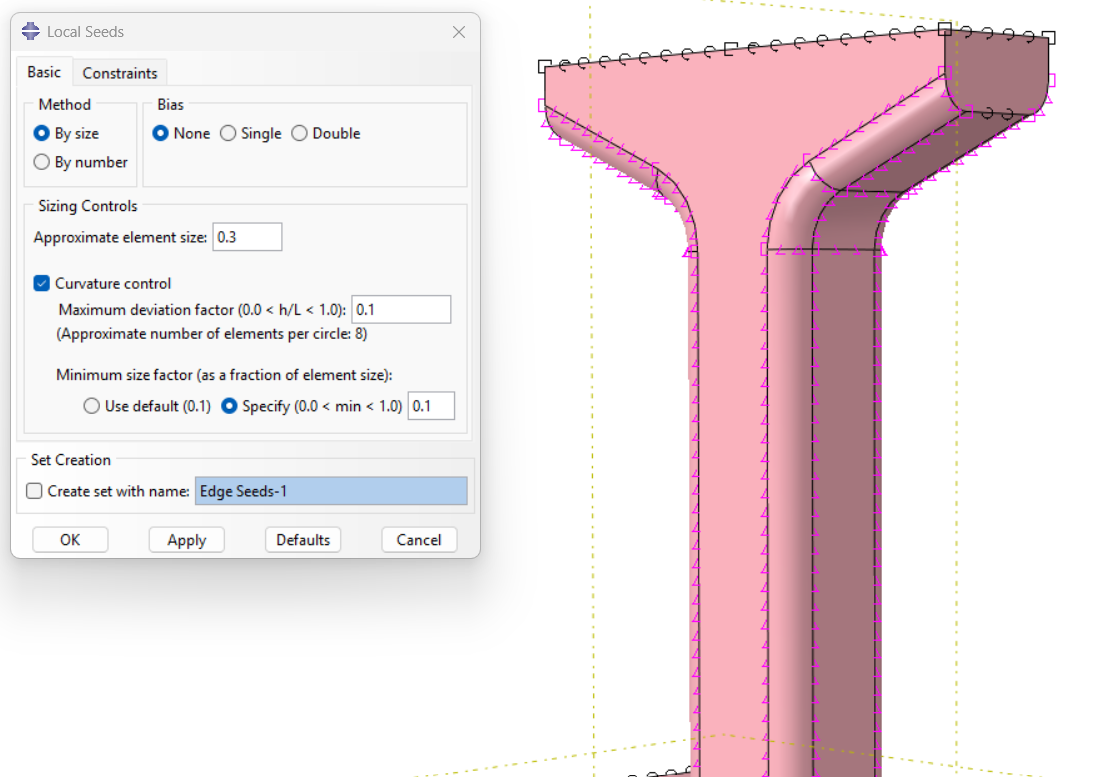 Local Seeds
Basic Constraints
Method Bias
By size None Single Double
By number
Sizing Controls
Approximate element size: 0.3
Curvature control
Maximum deviation factor (0.0 < h/L < 1.0): 0.1
(Approximate number of elements per circle: 8)
Minimum size factor (as a fraction of element size):
Use default (0.1) Specify (0.0 < min < 1.0) 0.1
Set Creation
Create set with name: Edge Seeds-1
OK Apply Defaults Cancel